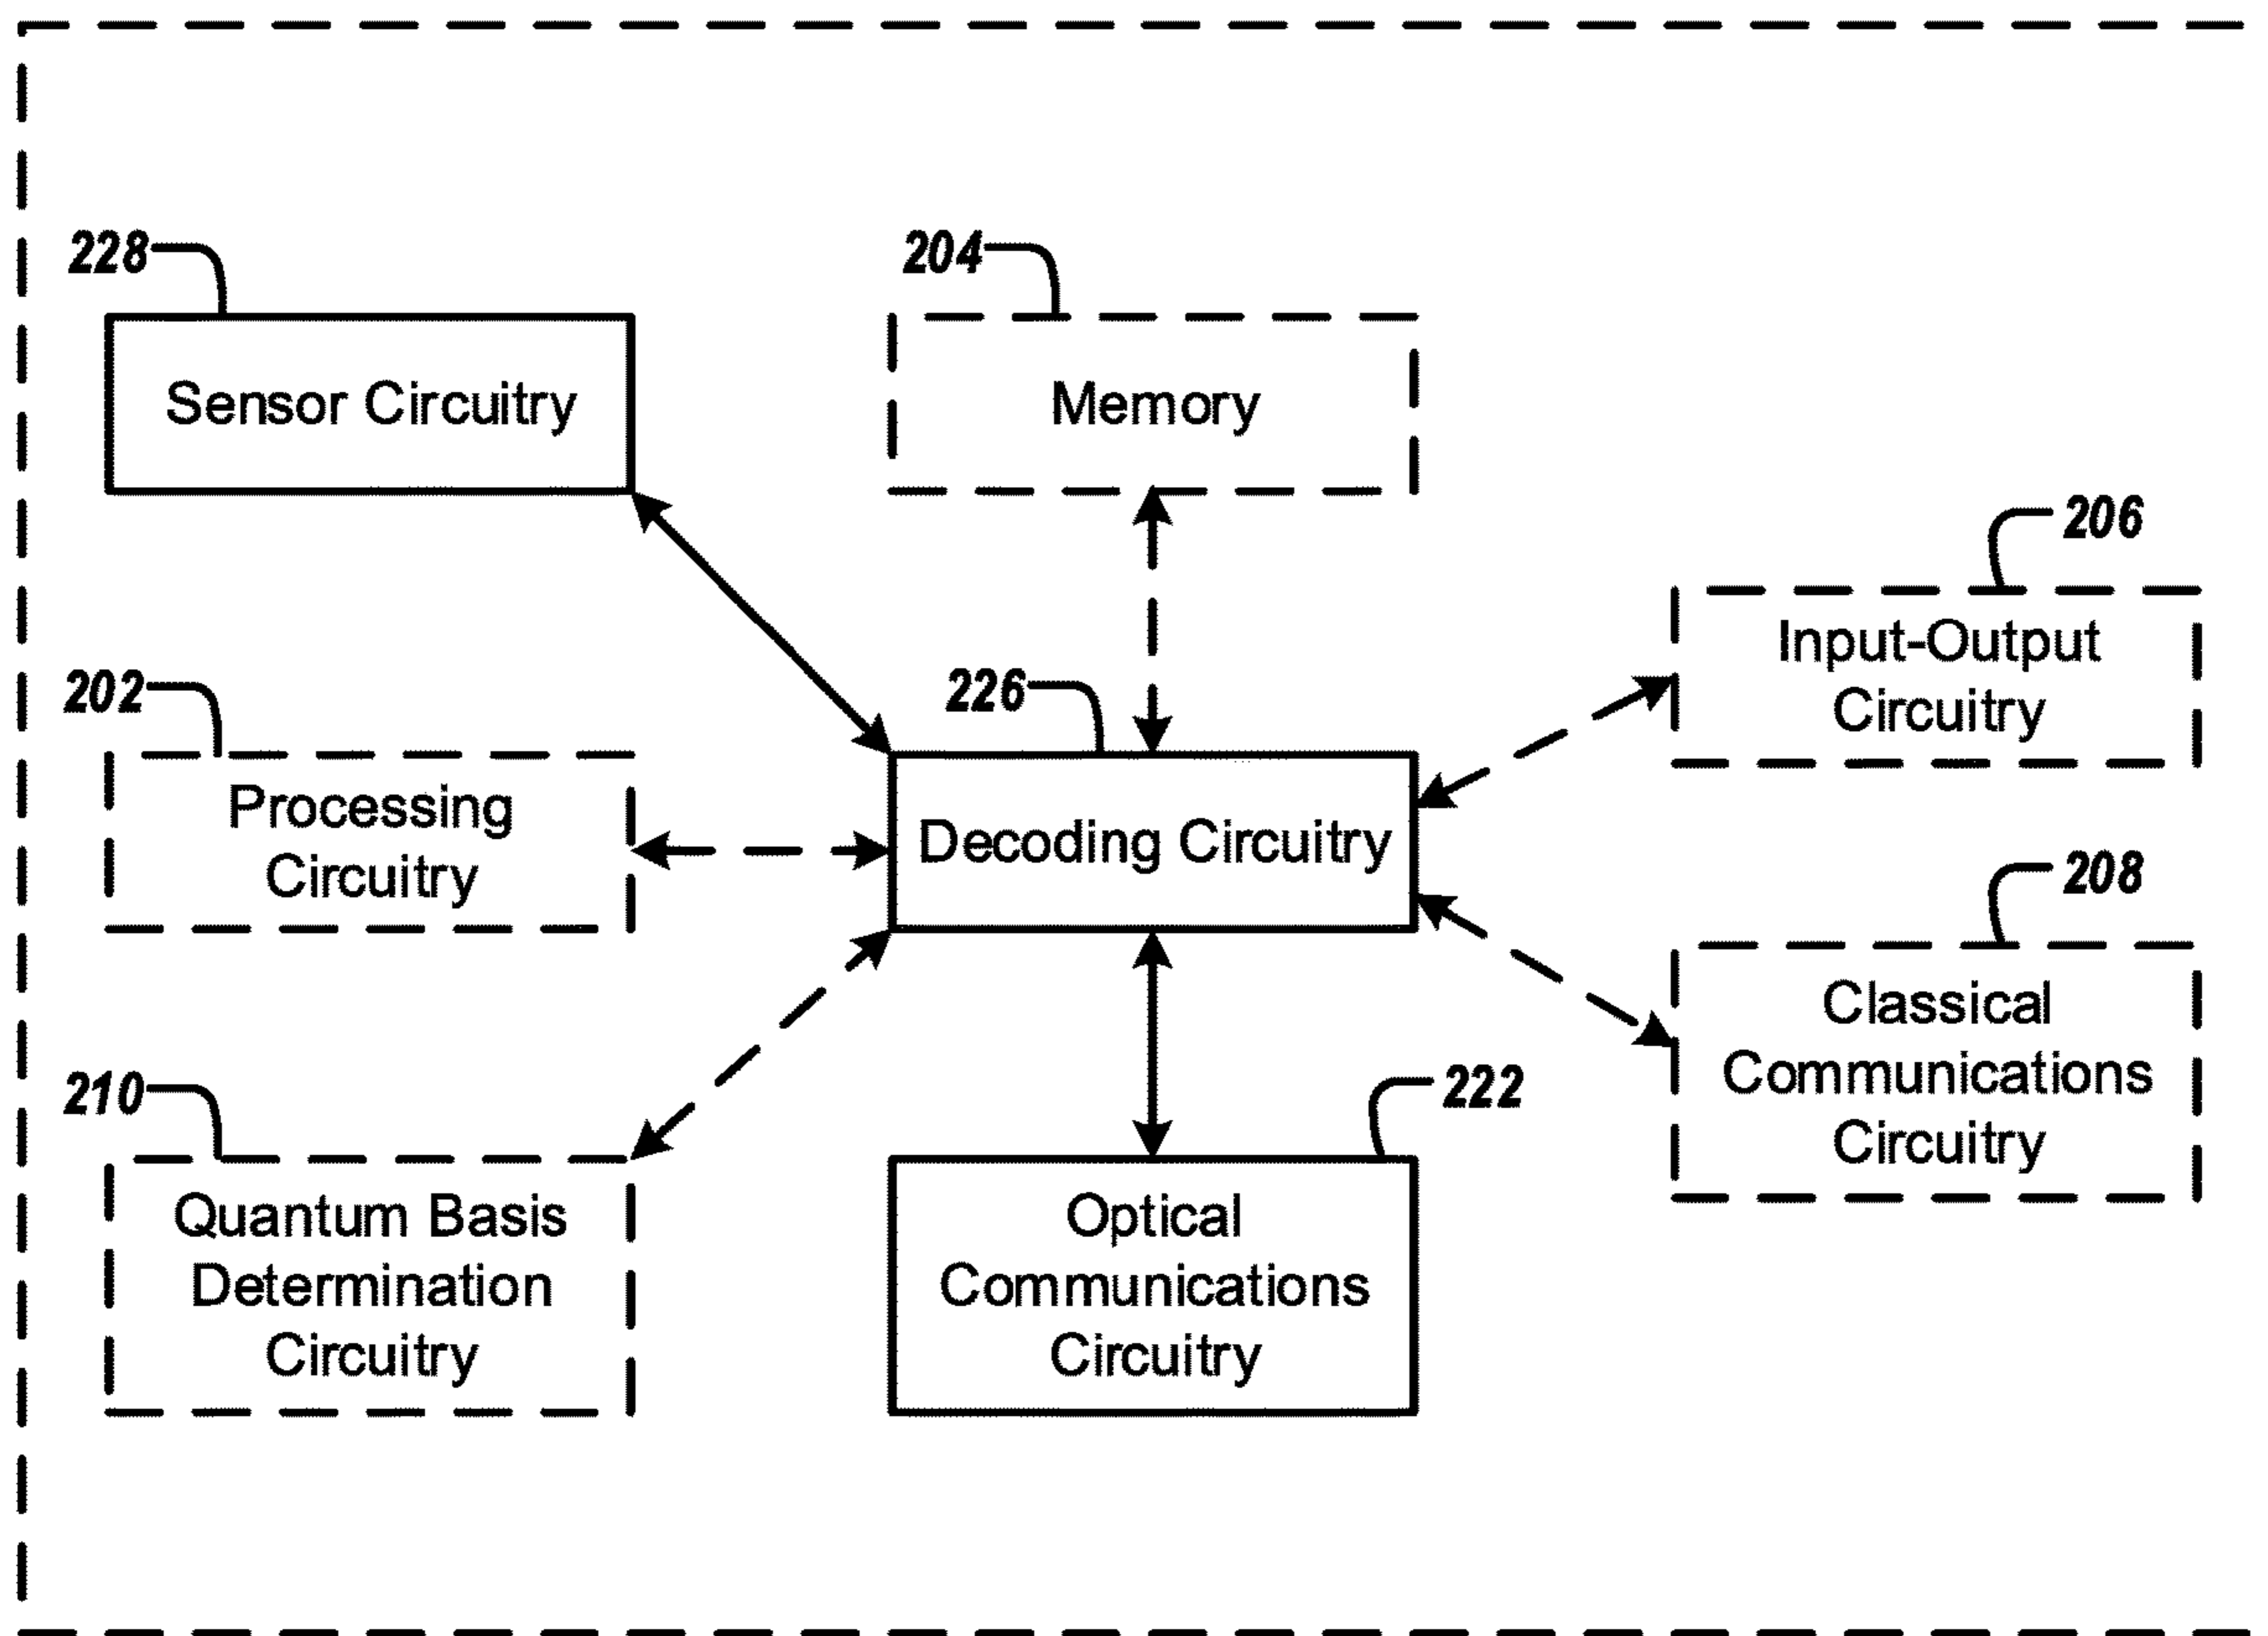 228
Sensor Circuitry
204
Memory
206
Input-Output
Circuitry
202
Processing
Circuitry
226
Decoding Circuitry
208
Classical
Communications
Circuitry
210
Quantum Basis
Determination
Circuitry
222
Optical
Communications
Circuitry